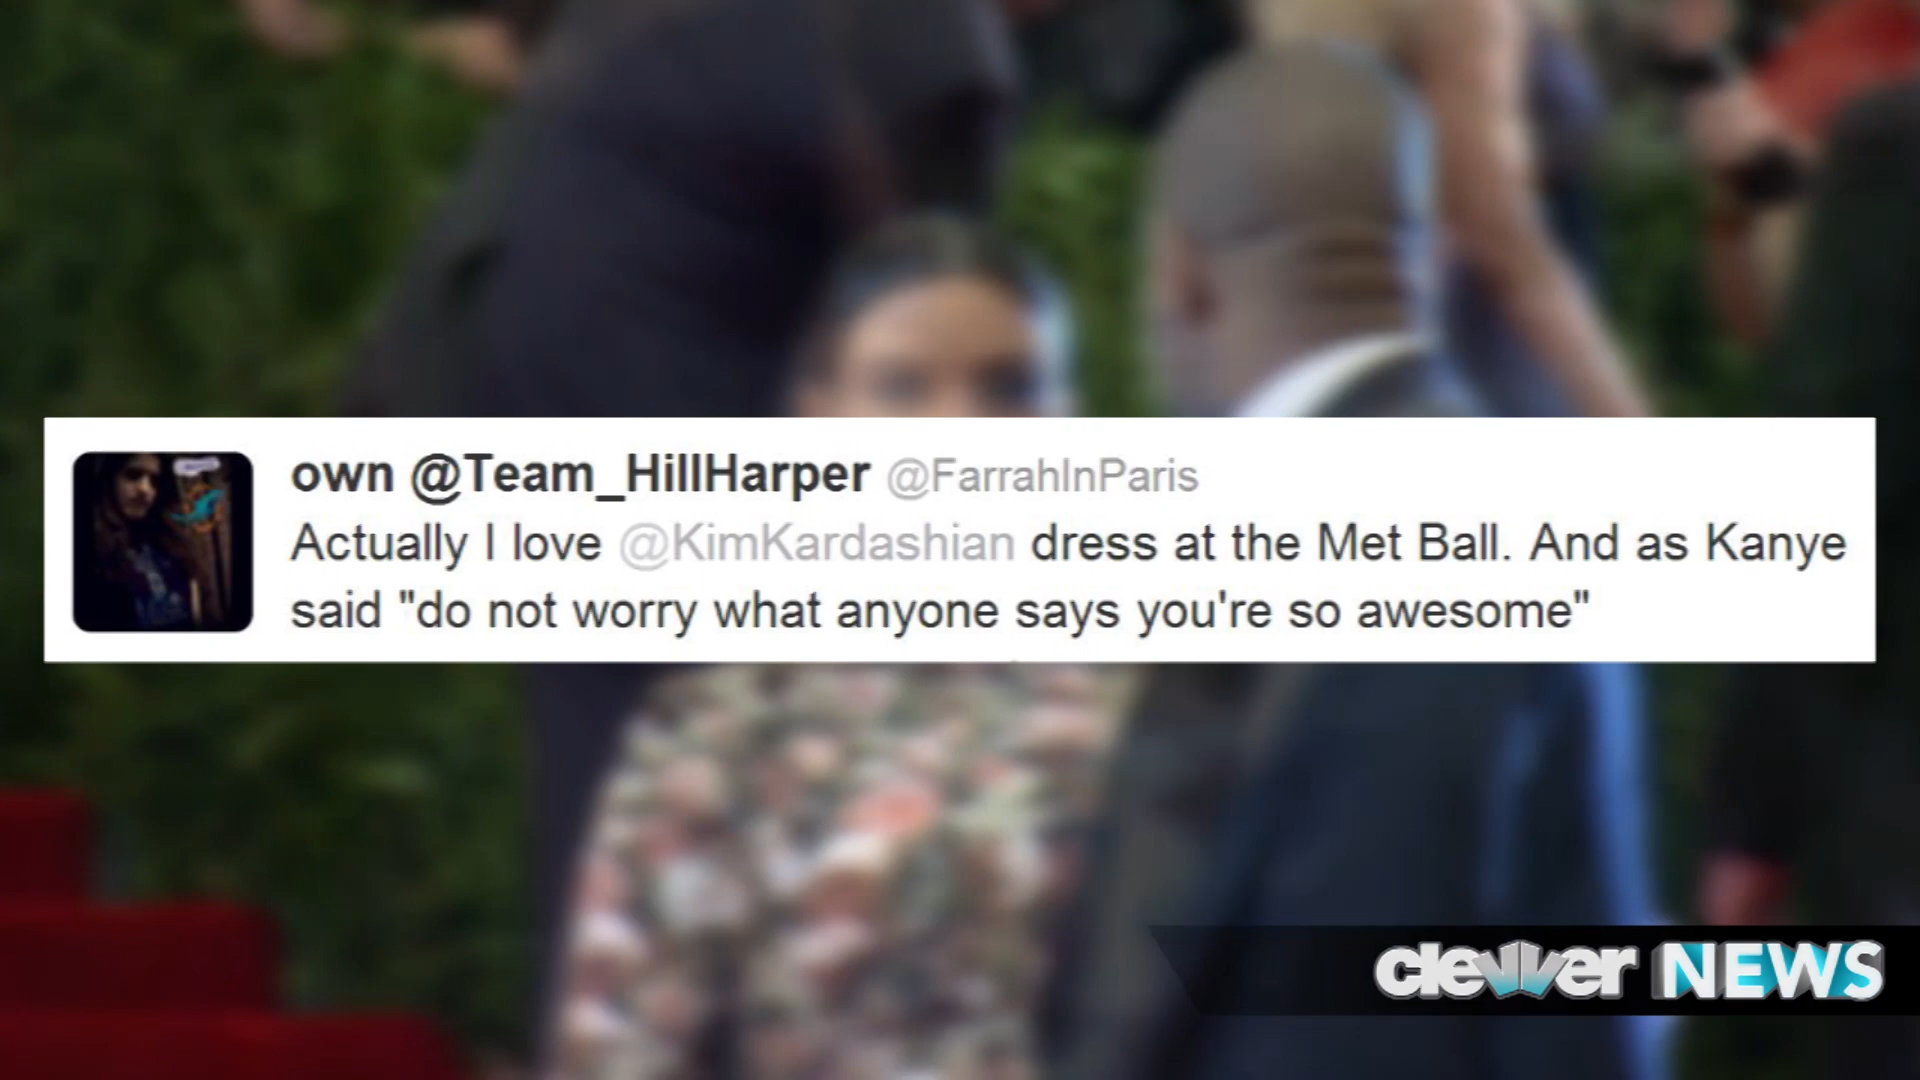 own @Team_HillHarper @FarrahInParis
Actually I love @KimKardashian dress at the Met Ball. And as Kanye
said "do not worry what anyone says you're so awesome"
clevver NEWS